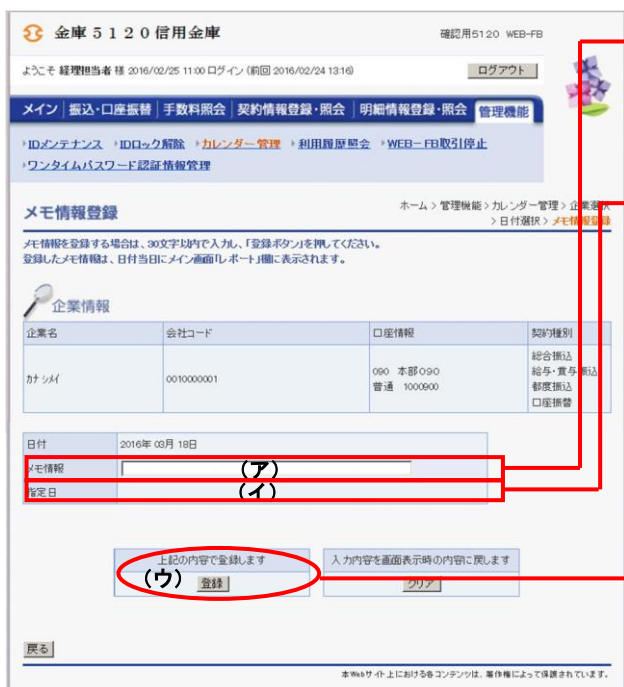 金庫5120信用金庫
確認用5120 WEB-FB
ようこそ 経理担当者 様 2016/02/25 11:00 ログイン (前回 2016/02/24 13:16)
ログアウト
メイン 振込・口座振替 手数料照会 契約情報登録・照会 明細情報登録・照会 管理機能
IDメンテナンス IDロック解除 カレンダー管理 利用履歴照会 WEB-FB取引停止
ワンタイムパスワード認証情報管理
メモ情報登録
ホーム > 管理機能 > カレンダー管理 > 企業選択
> 日付選択 > メモ情報登録
メモ情報を登録する場合は、30文字以内で入力し、「登録ボタン」を押してください。
登録したメモ情報は、日付当日にメイン画面「レポート」欄に表示されます。
企業情報
企業名 会社コード 口座情報 契約種別
カナ シメイ 0010000001 090 本部090 普通 1000900 総合振込
給与・賞与振込
都度振込
口座振替
日付 2016年 03月 18日
メモ情報 (ア)
指定日 (イ)
上記の内容で登録します 入力内容を画面表示時の内容に戻します
(ウ) 登録 クリア
戻る
本Webサイト上における各コンテンツは、著作権によって保護されています。